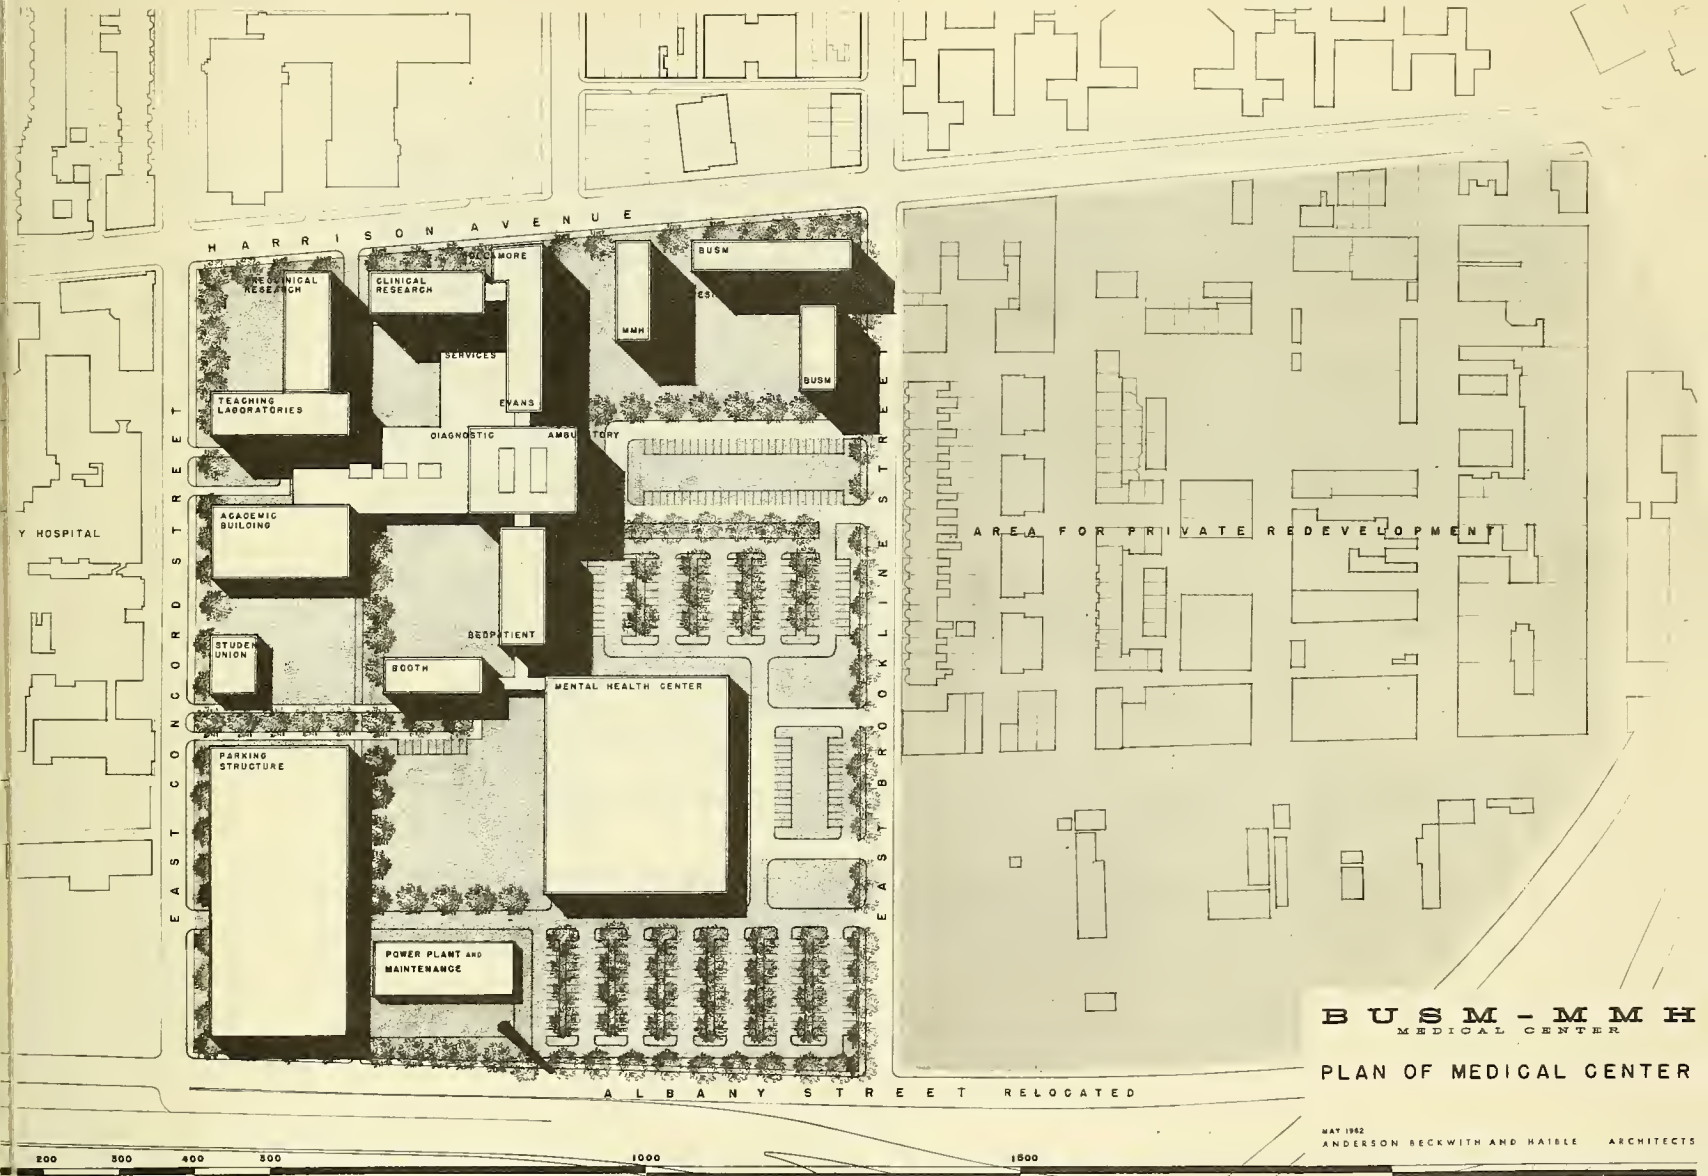 HARRISON AVENUE
PRECLINICAL
RESEARCH
CLINICAL
RESEARCH
BUSM
MMH
SERVICES
BUSM
EVANS
TEACHING
LABORATORIES
DIAGNOSTIC
AMBULATORY
ACADEMIC
BUILDING
Y HOSPITAL
AREA FOR PRIVATE REDEVELOPMENT
EAST CONCORD STREET
EAST BROOKLINE STREET
BEDPATIENT
STUDENT
UNION
BOOTH
MENTAL HEALTH CENTER
PARKING
STRUCTURE
POWER PLANT AND
MAINTENANCE
ALBANY STREET RELOCATED
BUSM-MMH
MEDICAL CENTER
PLAN OF MEDICAL CENTER
MAY 1962
ANDERSON BECKWITH AND HAIBLE ARCHITECTS
200 300 400 500 1000 1500